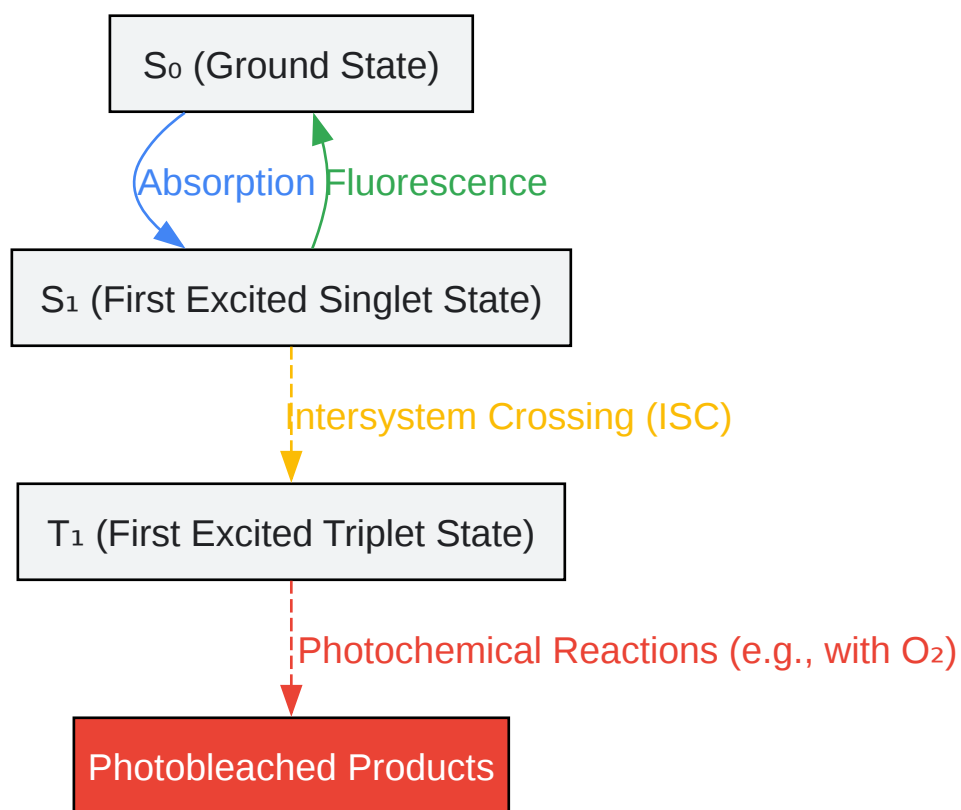 S₀ (Ground State)
Absorption
Fluorescence
S₁ (First Excited Singlet State)
Intersystem Crossing (ISC)
T₁ (First Excited Triplet State)
Photochemical Reactions (e.g., with O₂)
Photobleached Products